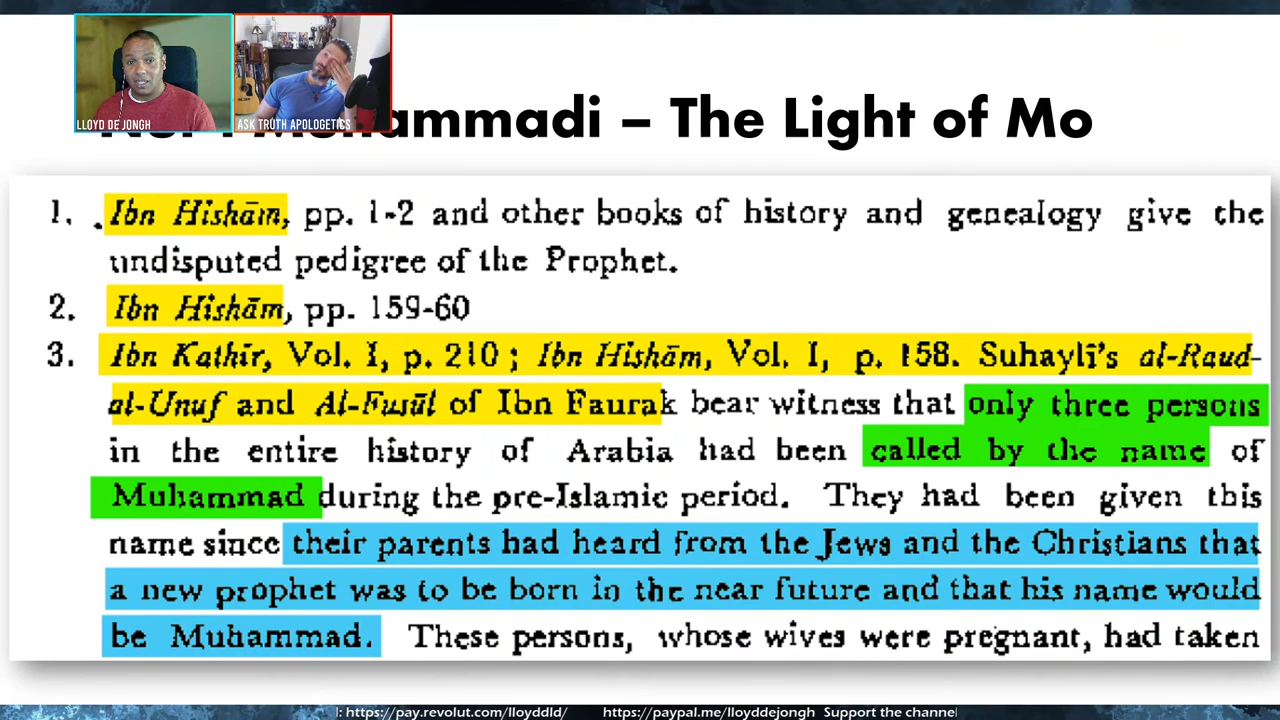 LLOYD DE JONGH
ASK TRUTH APOLOGETICS
ammadi – The Light of Mo
1. Ibn Hishām, pp. 1-2 and other books of history and genealogy give the
undisputed pedigree of the Prophet.
2. Ibn Hishām, pp. 159-60
3. Ibn Kathīr, Vol. I, p. 210 ; Ibn Hishām, Vol. I, p. 158. Suhaylī's al-Raud-
al-Unuf and Al-Fusūl of Ibn Faurak bear witness that only three persons
in the entire history of Arabia had been called by the name of
Muhammad during the pre-Islamic period. They had been given this
name since their parents had heard from the Jews and the Christians that
a new prophet was to be born in the near future and that his name would
be Muhammad. These persons, whose wives were pregnant, had taken
l: https://pay.revolut.com/lloyddld/ https://paypal.me/lloyddejongh Support the channel